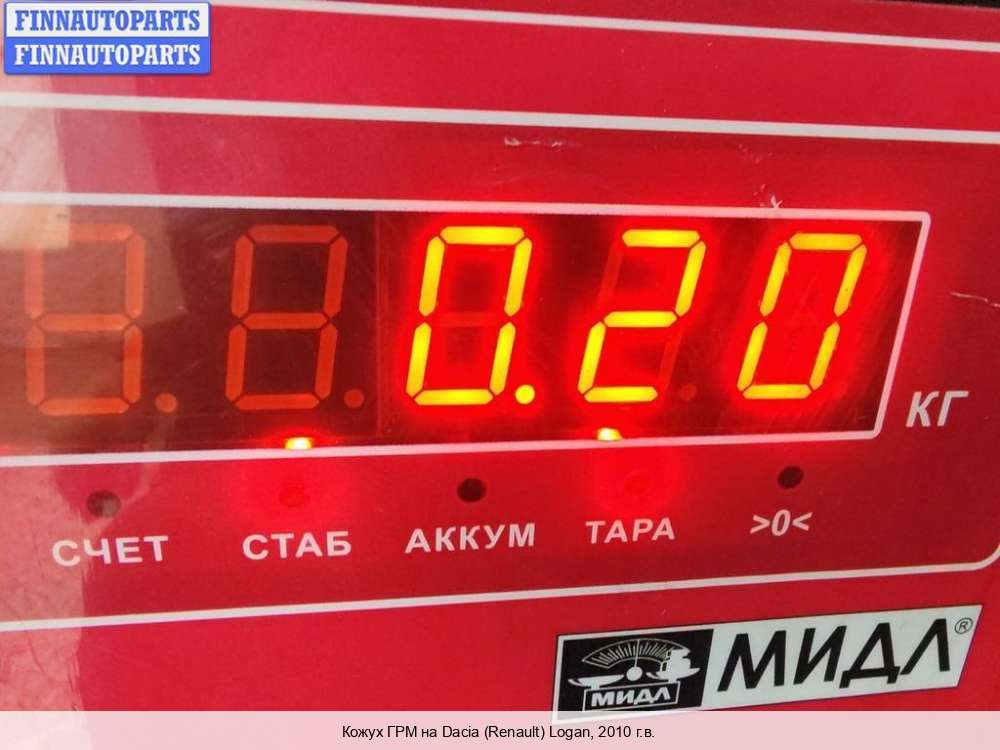 FINNAUTOPARTS
FINNAUTOPARTS
0.20
КГ
СЧЕТ СТАБ АККУМ ТАРА >0<
МИДЛ МИДЛ®
Кожух ГРМ на Dacia (Renault) Logan, 2010 г.в.